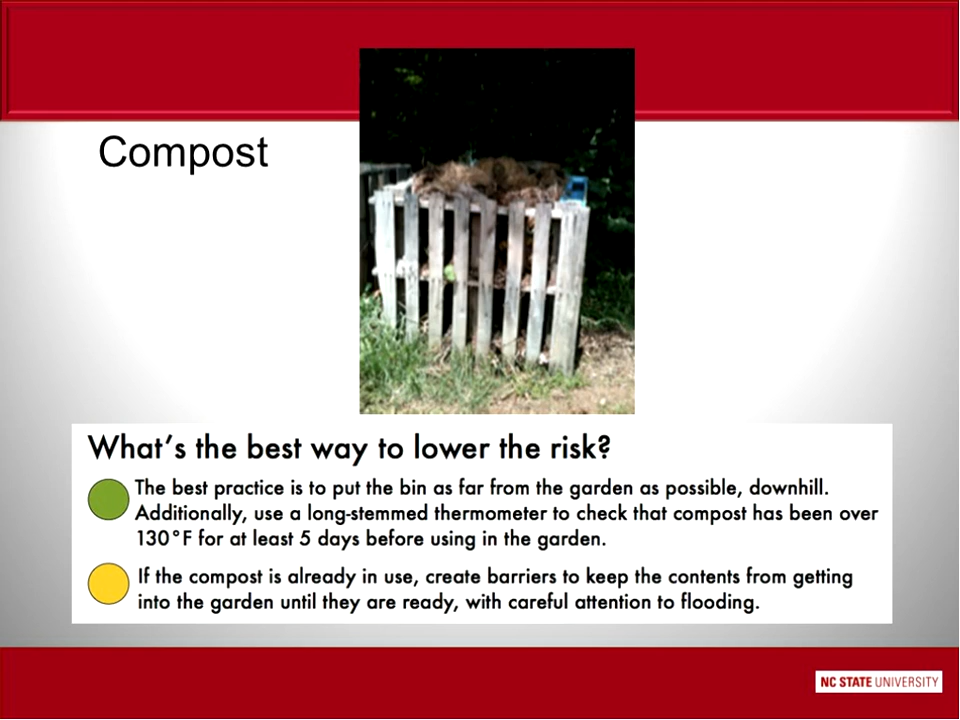 Compost
What's the best way to lower the risk?
The best practice is to put the bin as far from the garden as possible, downhill.
Additionally, use a long-stemmed thermometer to check that compost has been over
130°F for at least 5 days before using in the garden.
If the compost is already in use, create barriers to keep the contents from getting
into the garden until they are ready, with careful attention to flooding.
NC STATE UNIVERSITY